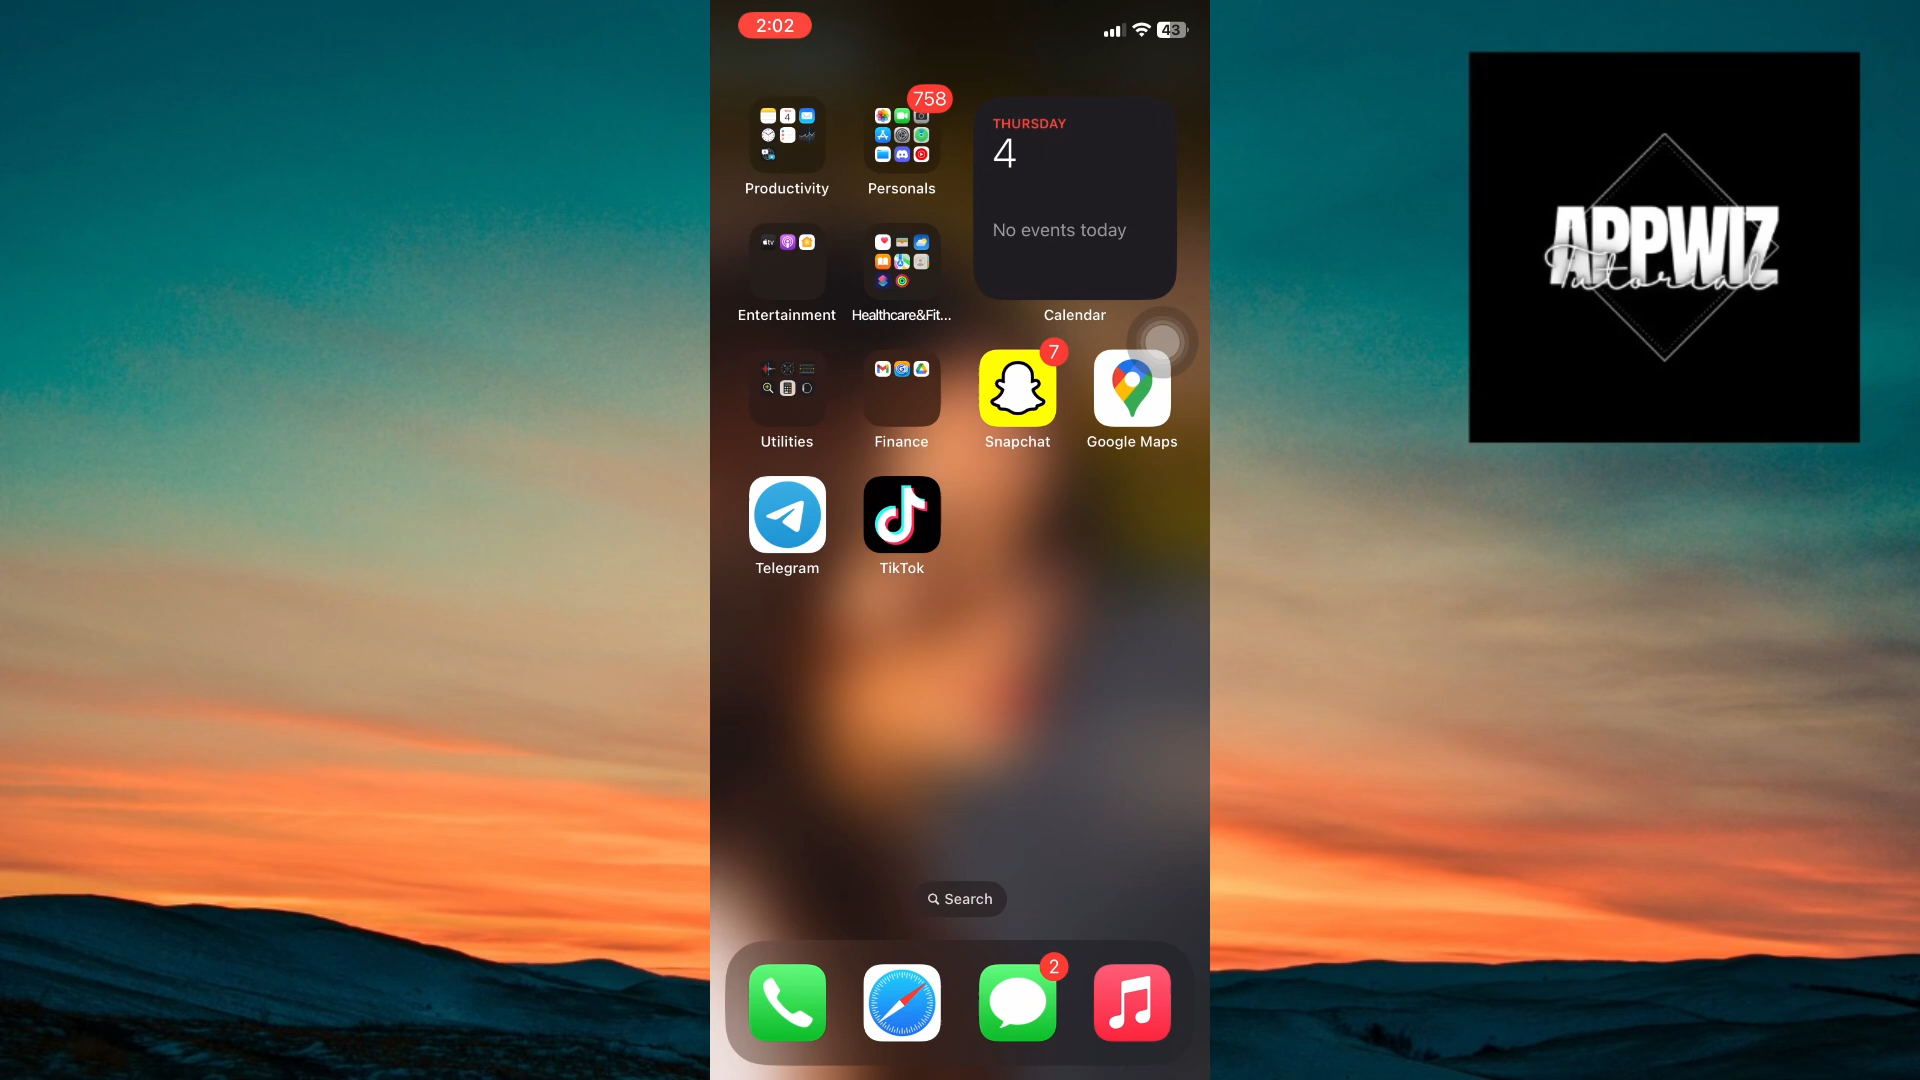 2:02
43
758
THURSDAY
4
No events today
Productivity
Personals
Entertainment
Healthcare&Fit...
Calendar
7
Utilities
Finance
Snapchat
Google Maps
Telegram
TikTok
Search
2
APPWIZ
Tutorial